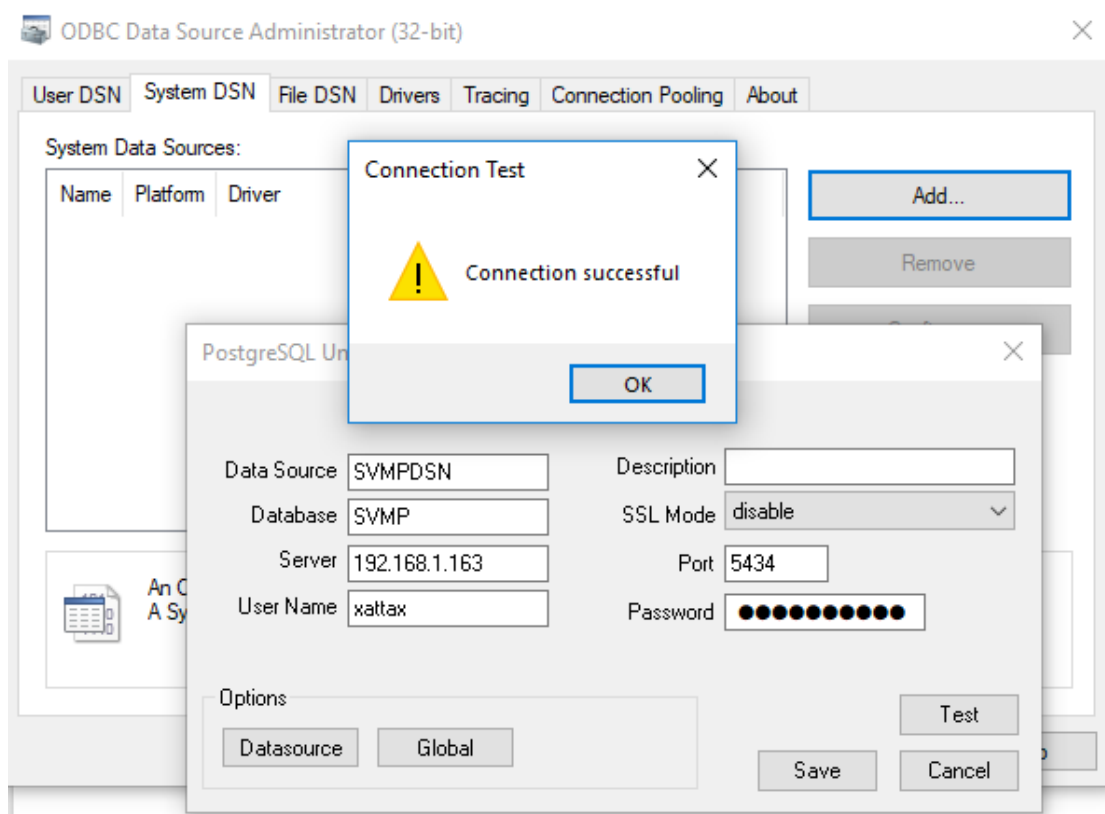 ODBC Data Source Administrator (32-bit)
User DSN System DSN File DSN Drivers Tracing Connection Pooling About
System Data Sources:
Name Platform Driver
Add...
Remove
Connection Test
Connection successful
OK
PostgreSQL Un
An O
A Sy
Data Source SVMPDSN
Description
Database SVMP
SSL Mode disable
Server 192.168.1.163
Port 5434
User Name xattax
Password ●●●●●●●●●●
Options
Datasource Global
Test
Save Cancel